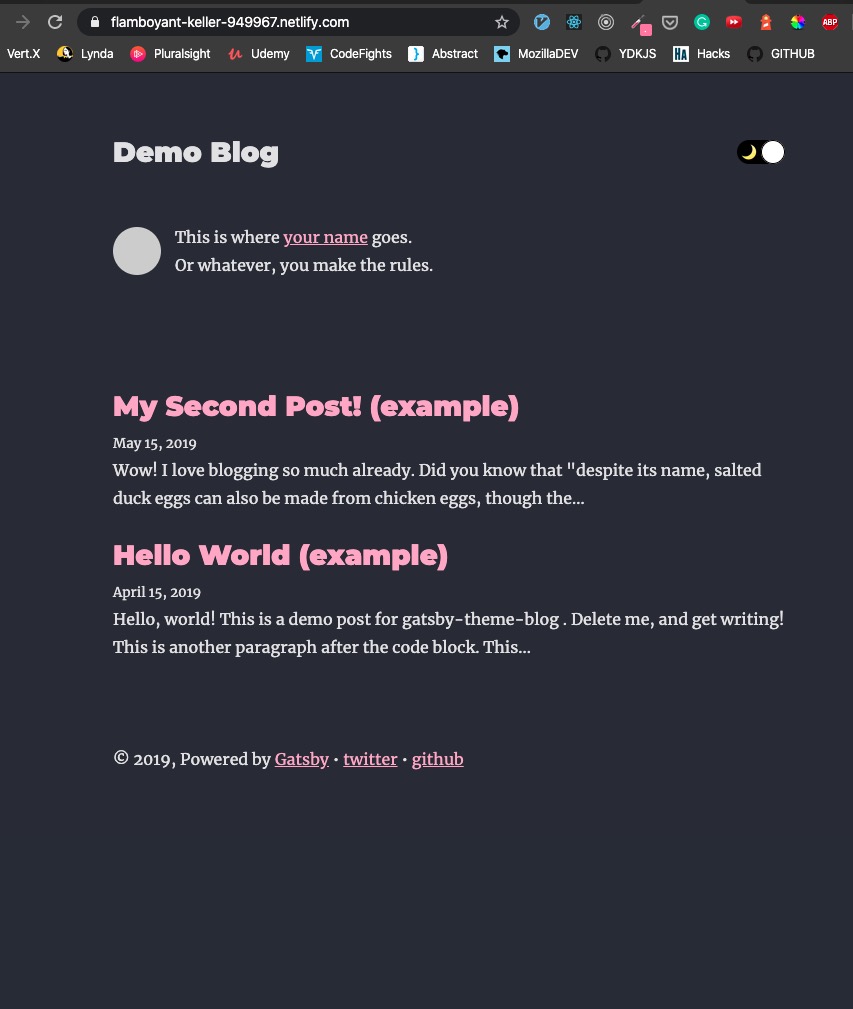 flamboyant-keller-949967.netlify.com
ABP
Vert.X Lynda Pluralsight Udemy CodeFights Abstract MozillaDEV YDKJS HA Hacks GITHUB
Demo Blog
This is where your name goes.
Or whatever, you make the rules.
My Second Post! (example)
May 15, 2019
Wow! I love blogging so much already. Did you know that "despite its name, salted
duck eggs can also be made from chicken eggs, though the...
Hello World (example)
April 15, 2019
Hello, world! This is a demo post for gatsby-theme-blog . Delete me, and get writing!
This is another paragraph after the code block. This...
© 2019, Powered by Gatsby • twitter • github